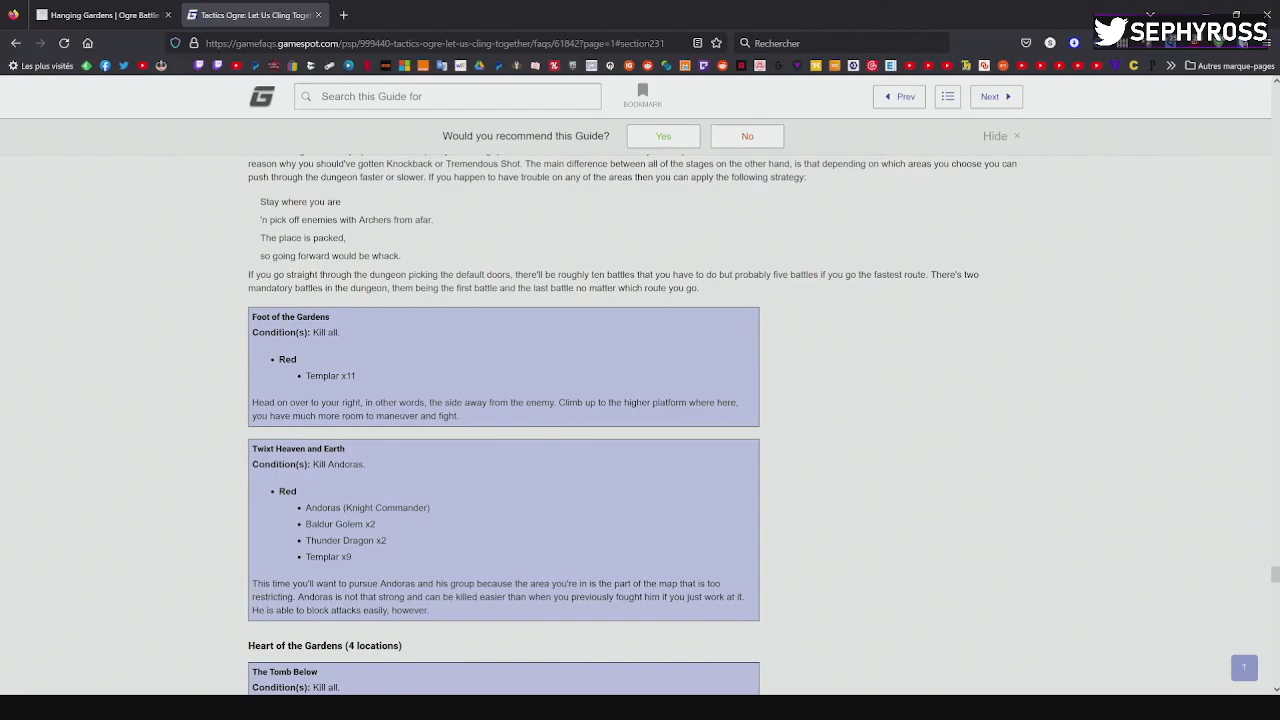 Hanging Gardens | Ogre Battle
Tactics Ogre: Let Us Cling Toget
SEPHYROSS
https://gamefaqs.gamespot.com/psp/999440-tactics-ogre-let-us-cling-together/faqs/61842?page=1#section231
Rechercher
Les plus visités
Autres marque-pages
Search this Guide for
BOOKMARK
Prev
Next
Would you recommend this Guide?
Yes
No
Hide
reason why you should've gotten Knockback or Tremendous Shot. The main difference between all of the stages on the other hand, is that depending on which areas you choose you can
push through the dungeon faster or slower. If you happen to have trouble on any of the areas then you can apply the following strategy:
Stay where you are
'n pick off enemies with Archers from afar.
The place is packed,
so going forward would be whack.
If you go straight through the dungeon picking the default doors, there'll be roughly ten battles that you have to do but probably five battles if you go the fastest route. There's two
mandatory battles in the dungeon, them being the first battle and the last battle no matter which route you go.
Foot of the Gardens
Condition(s): Kill all.
• Red
• Templar x11
Head on over to your right, in other words, the side away from the enemy. Climb up to the higher platform where here,
you have much more room to maneuver and fight.
Twixt Heaven and Earth
Condition(s): Kill Andoras.
• Red
• Andoras (Knight Commander)
• Baldur Golem x2
• Thunder Dragon x2
• Templar x9
This time you'll want to pursue Andoras and his group because the area you're in is the part of the map that is too
restricting. Andoras is not that strong and can be killed easier than when you previously fought him if you just work at it.
He is able to block attacks easily, however.
Heart of the Gardens (4 locations)
The Tomb Below
Condition(s): Kill all.